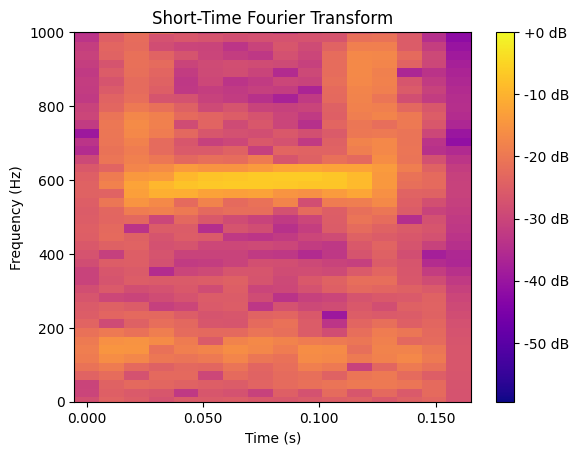 Short-Time Fourier Transform
1000
800
600
400
200
0
Frequency (Hz)
0.000
0.050
0.100
0.150
Time (s)
+0 dB
-10 dB
-20 dB
-30 dB
-40 dB
-50 dB